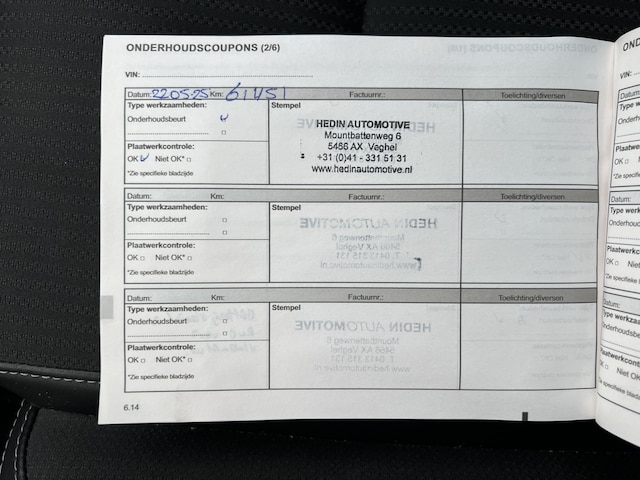 ONDERHOUDSCOUPONS (2/6)
VIN:
Datum: 22 05-25 Km: 61451 Factuurnr.: Toelichting/diversen
Type werkzaamheden: Stempel
Onderhoudsbeurt
HEDIN AUTOMOTIVE
Mountbattenweg 6
5466 AX Veghel
+31 (0)41 - 331 51 31
www.hedinautomotive.nl
Plaatwerkcontrole:
OK Niet OK*
*Zie specifieke bladzijde
Datum: Km: Factuurnr.: Toelichting/diversen
Type werkzaamheden: Stempel
Onderhoudsbeurt
Plaatwerkcontrole:
OK Niet OK*
*Zie specifieke bladzijde
Datum: Km: Factuurnr.: Toelichting/diversen
Type werkzaamheden: Stempel
Onderhoudsbeurt
Plaatwerkcontrole:
OK Niet OK*
*Zie specifieke bladzijde
6.14